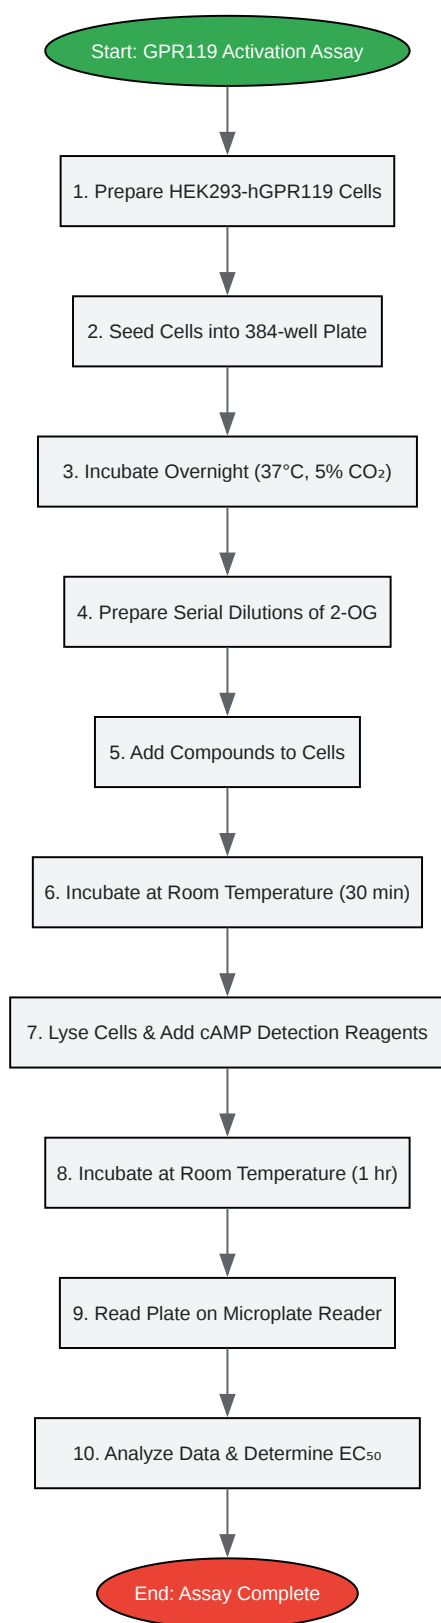 Start: GPR119 Activation Assay
1. Prepare HEK293-hGPR119 Cells
2. Seed Cells into 384-well Plate
3. Incubate Overnight (37°C, 5% CO₂)
4. Prepare Serial Dilutions of 2-OG
5. Add Compounds to Cells
6. Incubate at Room Temperature (30 min)
7. Lyse Cells & Add cAMP Detection Reagents
8. Incubate at Room Temperature (1 hr)
9. Read Plate on Microplate Reader
10. Analyze Data & Determine EC₅₀
End: Assay Complete